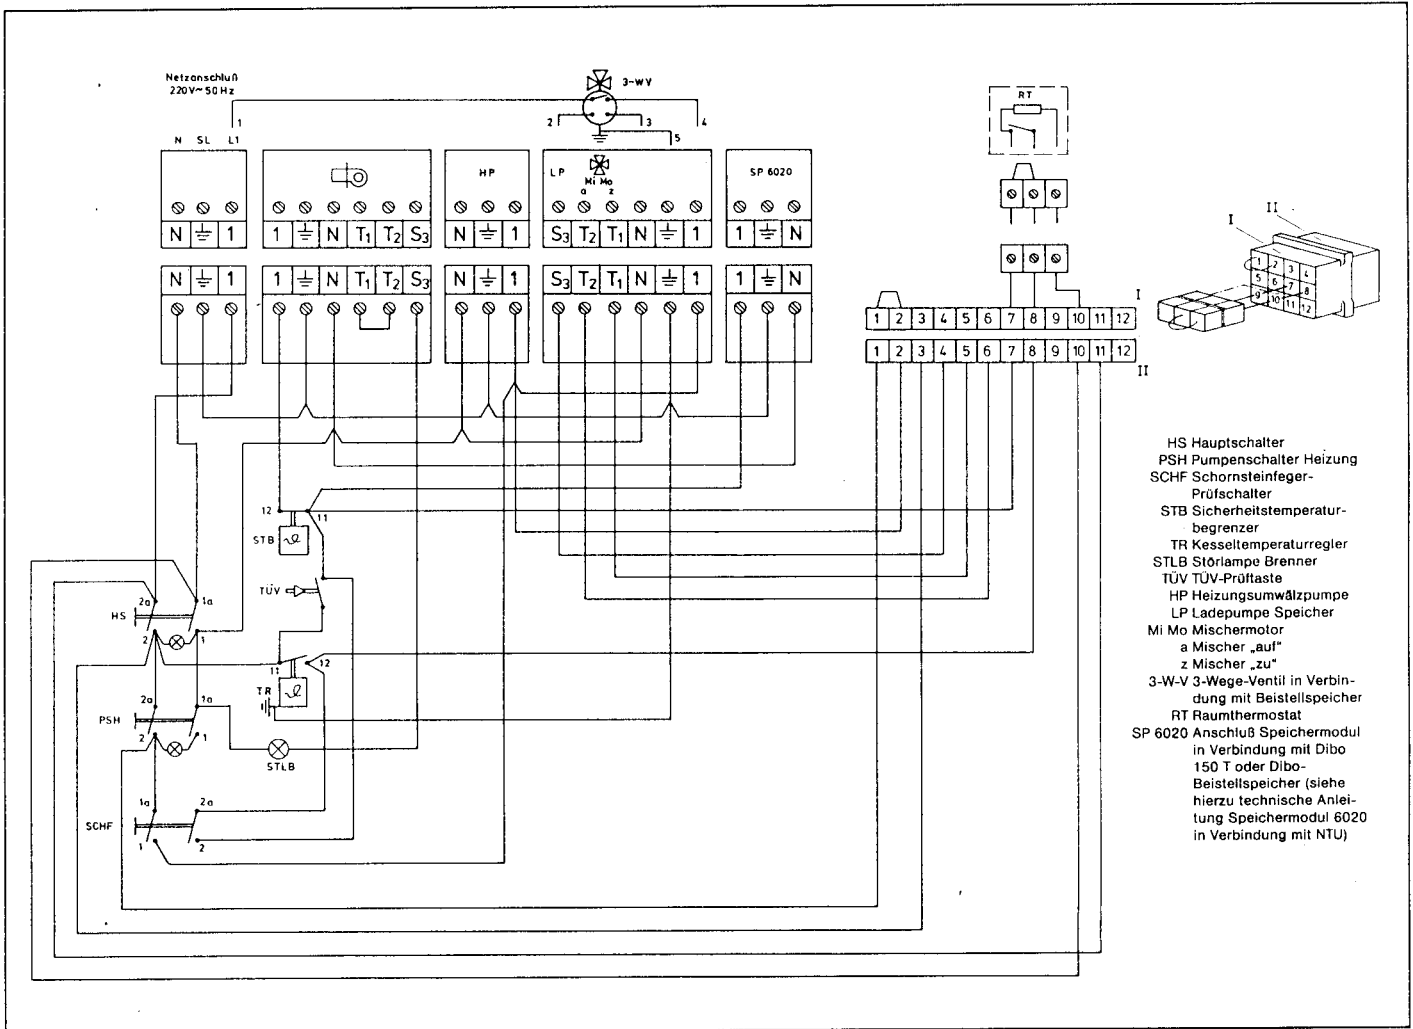 Netzanschluß
220V~50Hz
3-WV
1
2
3
4
5
RT
N SL L1
HP
LP
Mi Mo
a z
SP 6020
N ⏚ 1
1 ⏚ N T1 T2 S3
N ⏚ 1
S3 T2 T1 N ⏚ 1
1 ⏚ N
N ⏚ 1
1 ⏚ N T1 T2 S3
N ⏚ 1
S3 T2 T1 N ⏚ 1
1 ⏚ N
I
1 2 3 4 5 6 7 8 9 10 11 12
1 2 3 4 5 6 7 8 9 10 11 12
II
I
II
1 2 3 4
5 6 7 8
9 10 11 12
12
11
STB
ϑ
TÜV
2a
1a
HS
2
1
11
12
TR
ϑ
2a
1a
PSH
2
1
STLB
1a
2a
SCHF
1
2
HS Hauptschalter
PSH Pumpenschalter Heizung
SCHF Schornsteinfeger-
Prüfschalter
STB Sicherheitstemperatur-
begrenzer
TR Kesseltemperaturregler
STLB Störlampe Brenner
TÜV TÜV-Prüftaste
HP Heizungsumwälzpumpe
LP Ladepumpe Speicher
Mi Mo Mischermotor
a Mischer „auf"
z Mischer „zu"
3-W-V 3-Wege-Ventil in Verbin-
dung mit Beistellspeicher
RT Raumthermostat
SP 6020 Anschluß Speichermodul
in Verbindung mit Dibo
150 T oder Dibo-
Beistellspeicher (siehe
hierzu technische Anlei-
tung Speichermodul 6020
in Verbindung mit NTU)